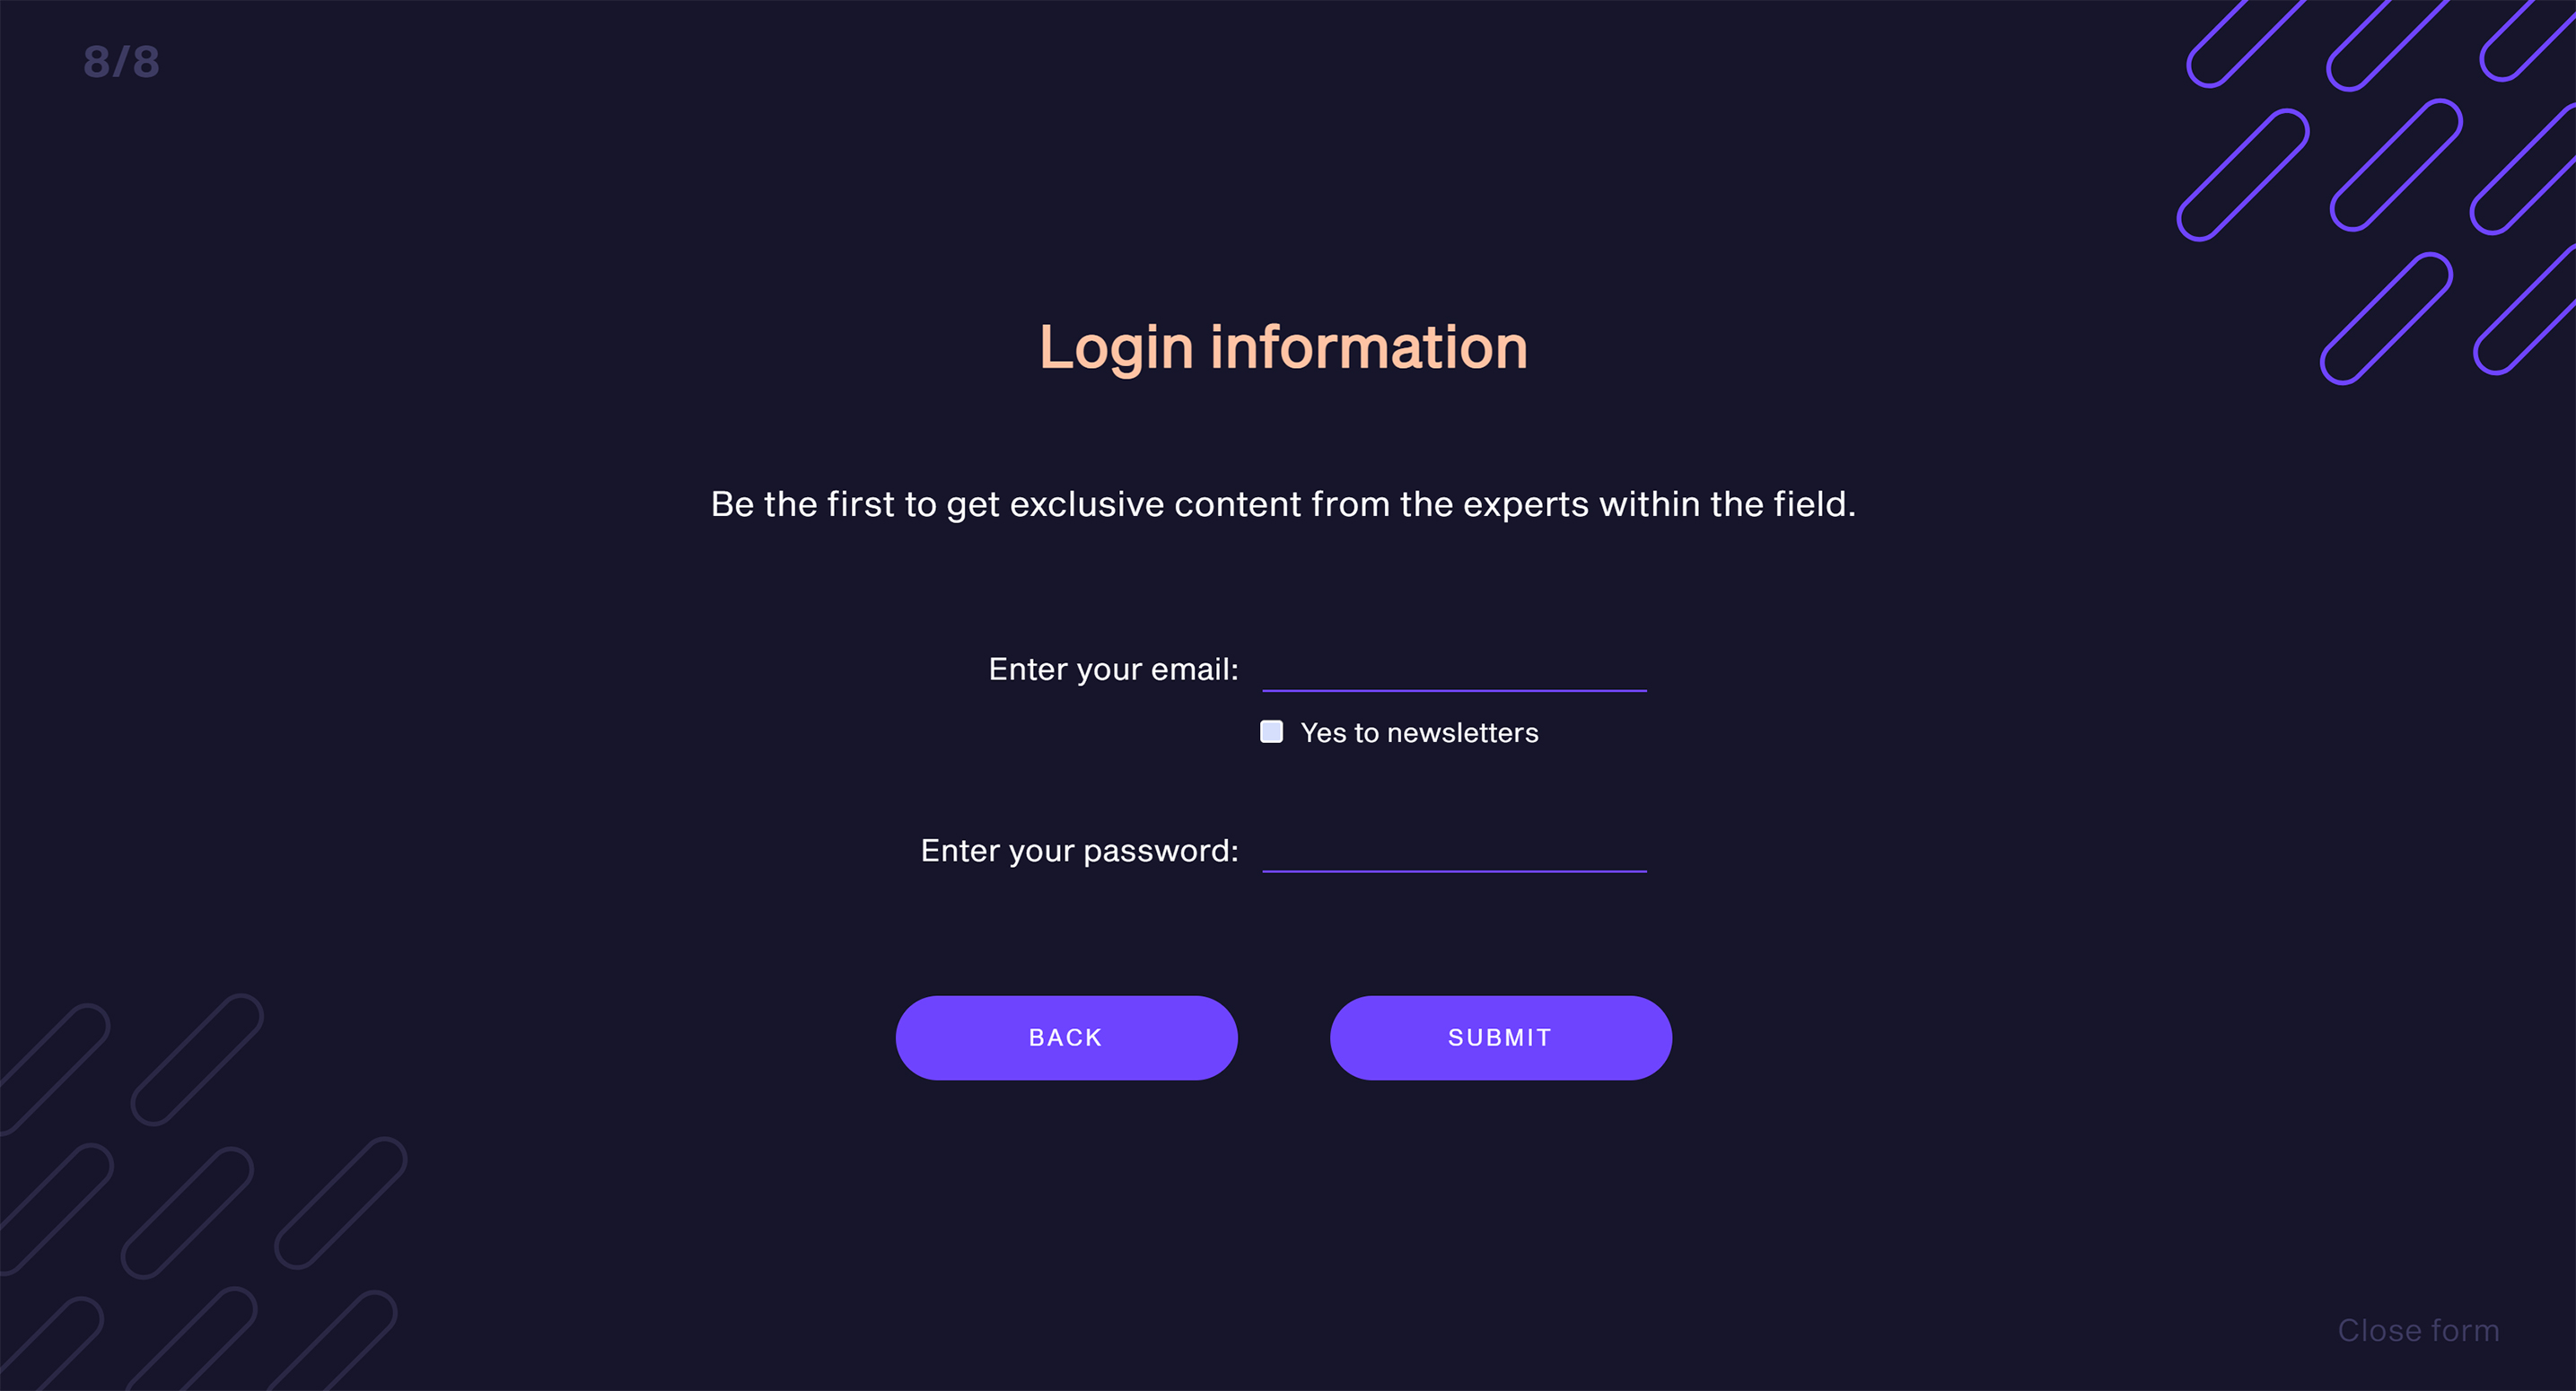 8/8
Login information
Be the first to get exclusive content from the experts within the field.
Enter your email:
Yes to newsletters
Enter your password:
BACK
SUBMIT
Close form